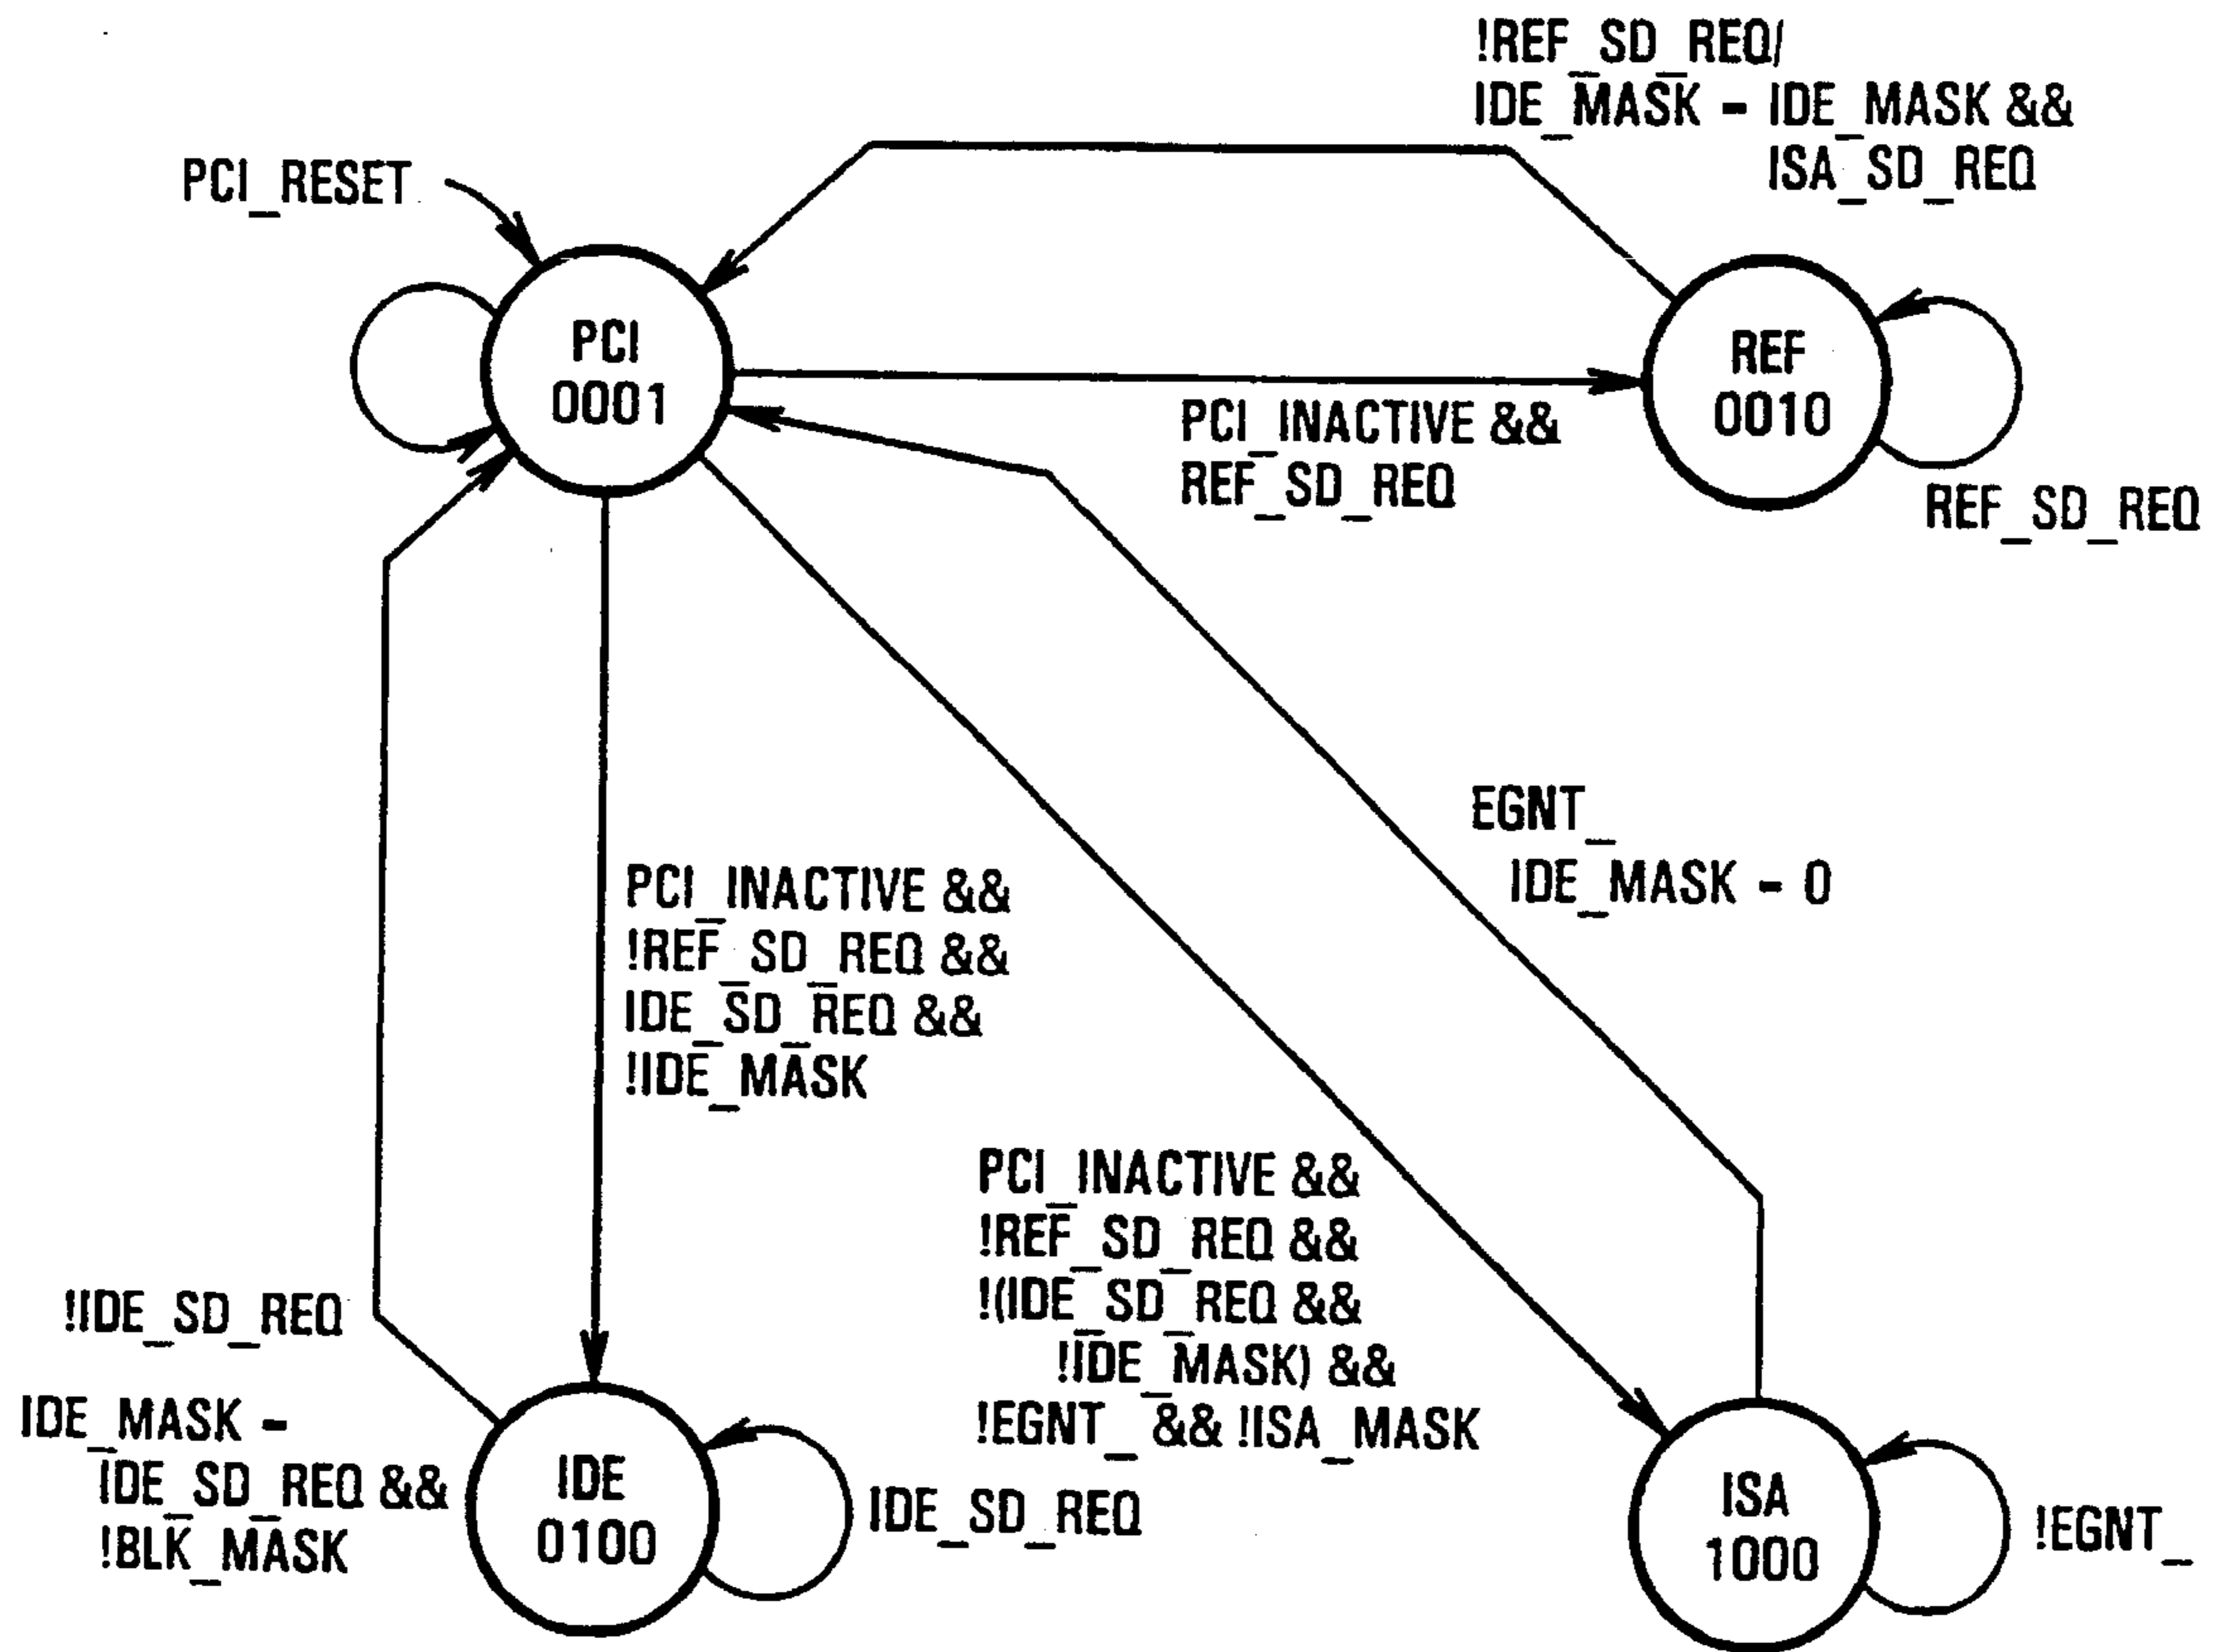 !REF_SD_REQ/
IDE_MASK - IDE_MASK &&
ISA_SD_REQ
PCI_RESET
PCI
0001
REF
0010
PCI_INACTIVE &&
REF_SD_REQ
REF_SD_REQ
EGNT_
IDE_MASK - 0
PCI_INACTIVE &&
!REF_SD_REQ &&
IDE_SD_REQ &&
!IDE_MASK
PCI_INACTIVE &&
!REF_SD_REQ &&
!(IDE_SD_REQ &&
!IDE_MASK) &&
!EGNT_ && !ISA_MASK
!IDE_SD_REQ
IDE_MASK -
IDE_SD_REQ &&
!BLK_MASK
IDE
0100
IDE_SD_REQ
ISA
1000
!EGNT_